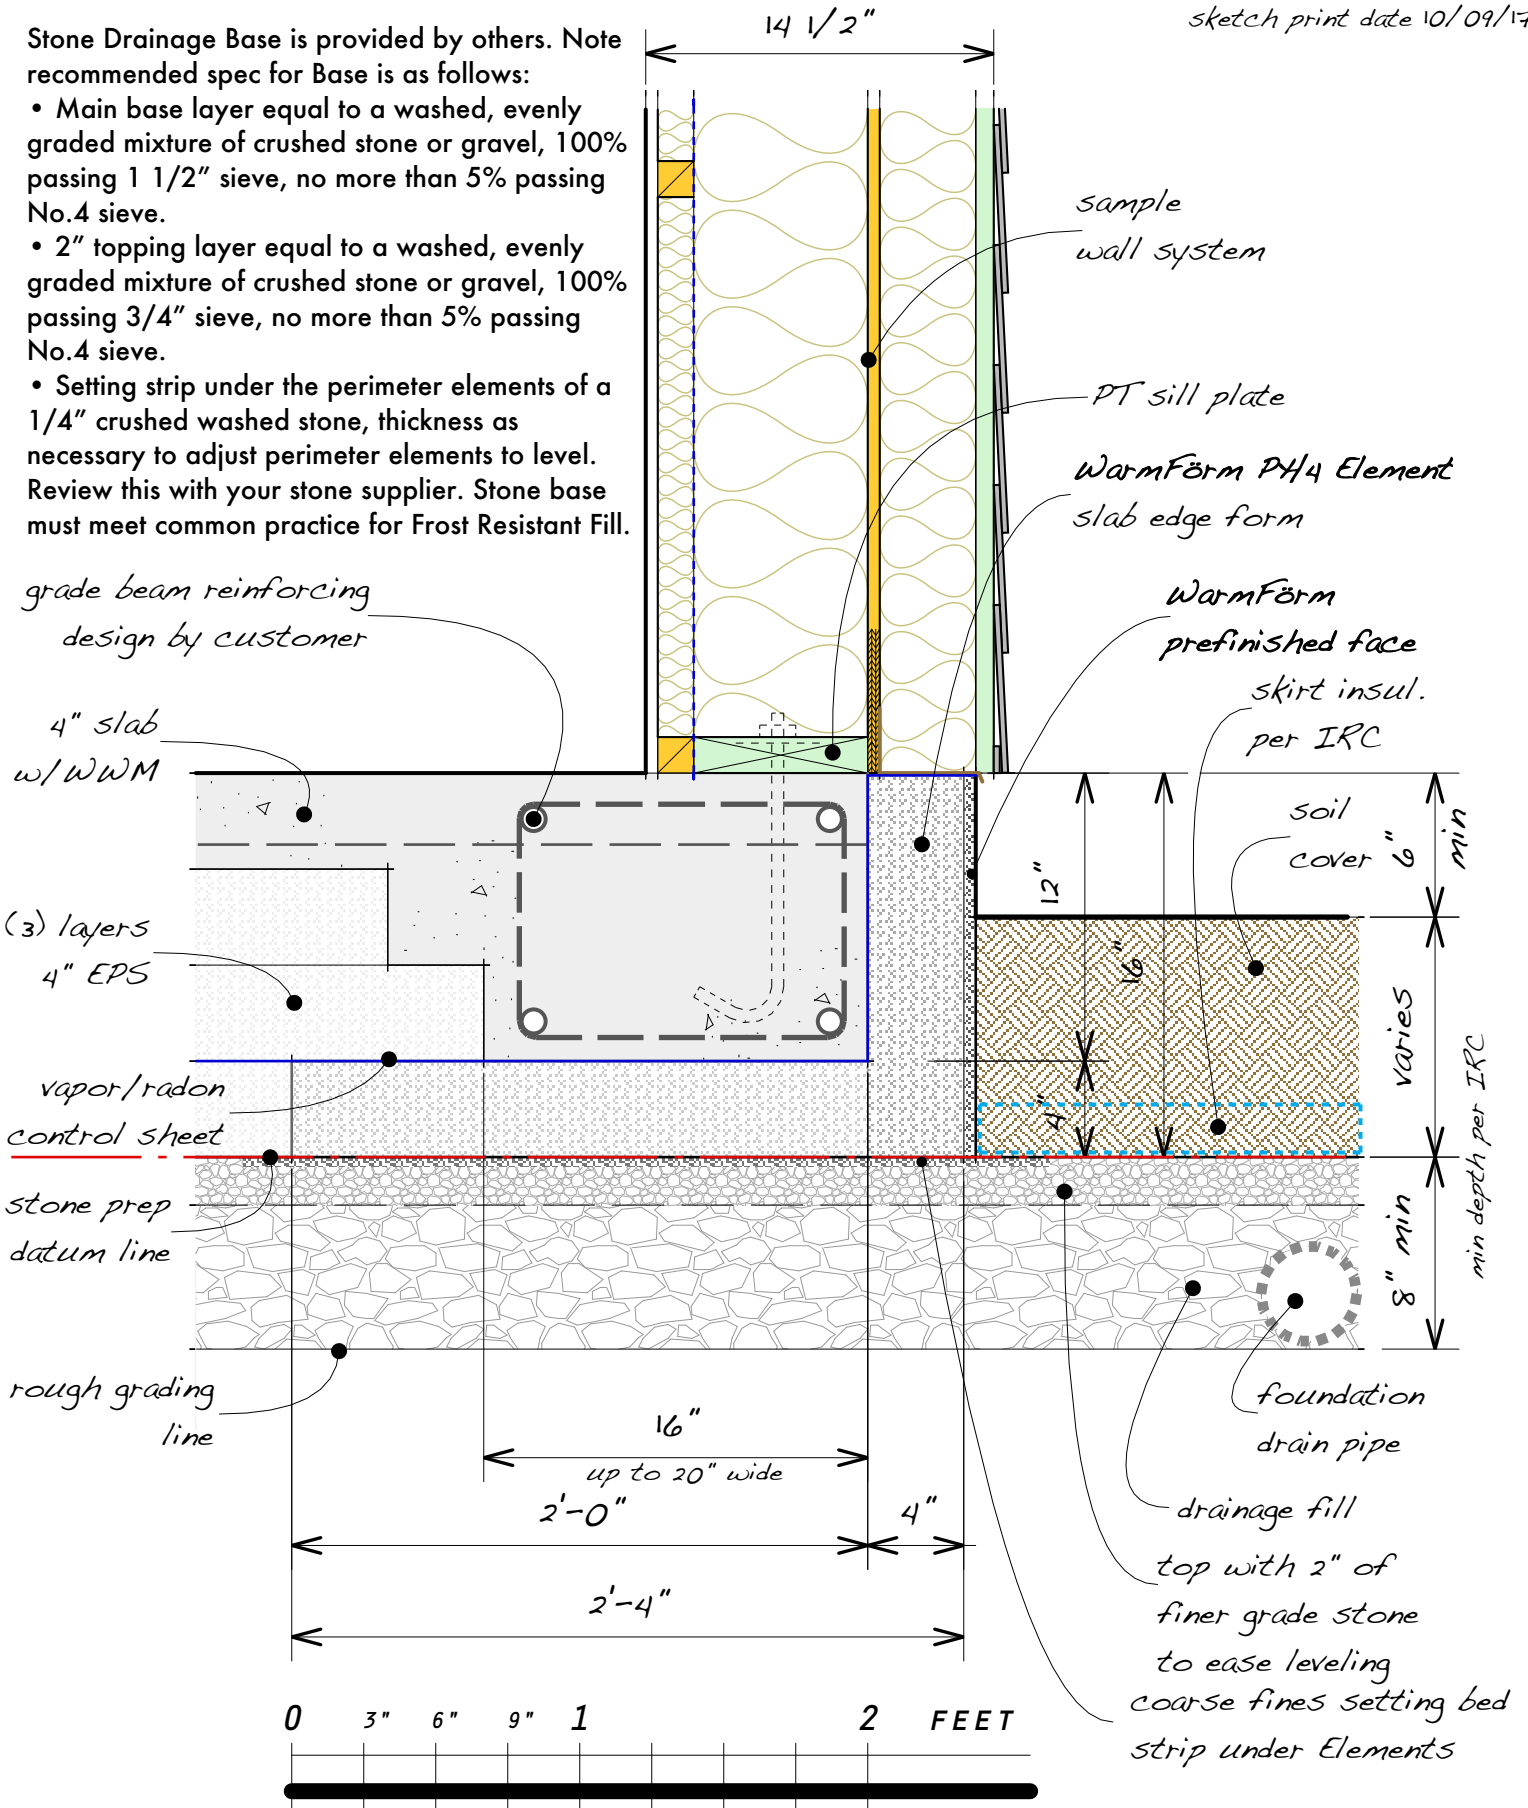 sketch print date 10/09/17
14 1/2"
Stone Drainage Base is provided by others. Note
recommended spec for Base is as follows:
• Main base layer equal to a washed, evenly
graded mixture of crushed stone or gravel, 100%
passing 1 1/2" sieve, no more than 5% passing
No.4 sieve.
• 2" topping layer equal to a washed, evenly
graded mixture of crushed stone or gravel, 100%
passing 3/4" sieve, no more than 5% passing
No.4 sieve.
• Setting strip under the perimeter elements of a
1/4" crushed washed stone, thickness as
necessary to adjust perimeter elements to level.
Review this with your stone supplier. Stone base
must meet common practice for Frost Resistant Fill.
sample
wall system
PT sill plate
WarmFörm PH4 Element
slab edge form
WarmFörm
prefinished face
skirt insul.
per IRC
grade beam reinforcing
design by customer
4" slab
w/WWM
(3) layers
4" EPS
vapor/radon
control sheet
stone prep
datum line
rough grading
line
soil
cover
12"
16"
4"
6"
min
varies
8" min
min depth per IRC
foundation
drain pipe
drainage fill
top with 2" of
finer grade stone
to ease leveling
coarse fines setting bed
strip under Elements
16"
up to 20" wide
2'-0"
4"
2'-4"
0 3" 6" 9" 1 2 FEET